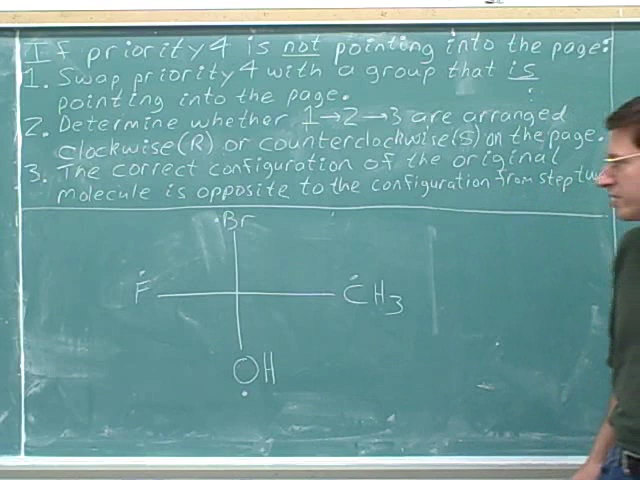 If priority 4 is not pointing into the page:
1. Swap priority 4 with a group that is
pointing into the page.
2. Determine whether 1→2→3 are arranged
clockwise(R) or counterclockwise(S) on the page.
3. The correct configuration of the original
molecule is opposite to the configuration from step two
Br
F CH3
OH